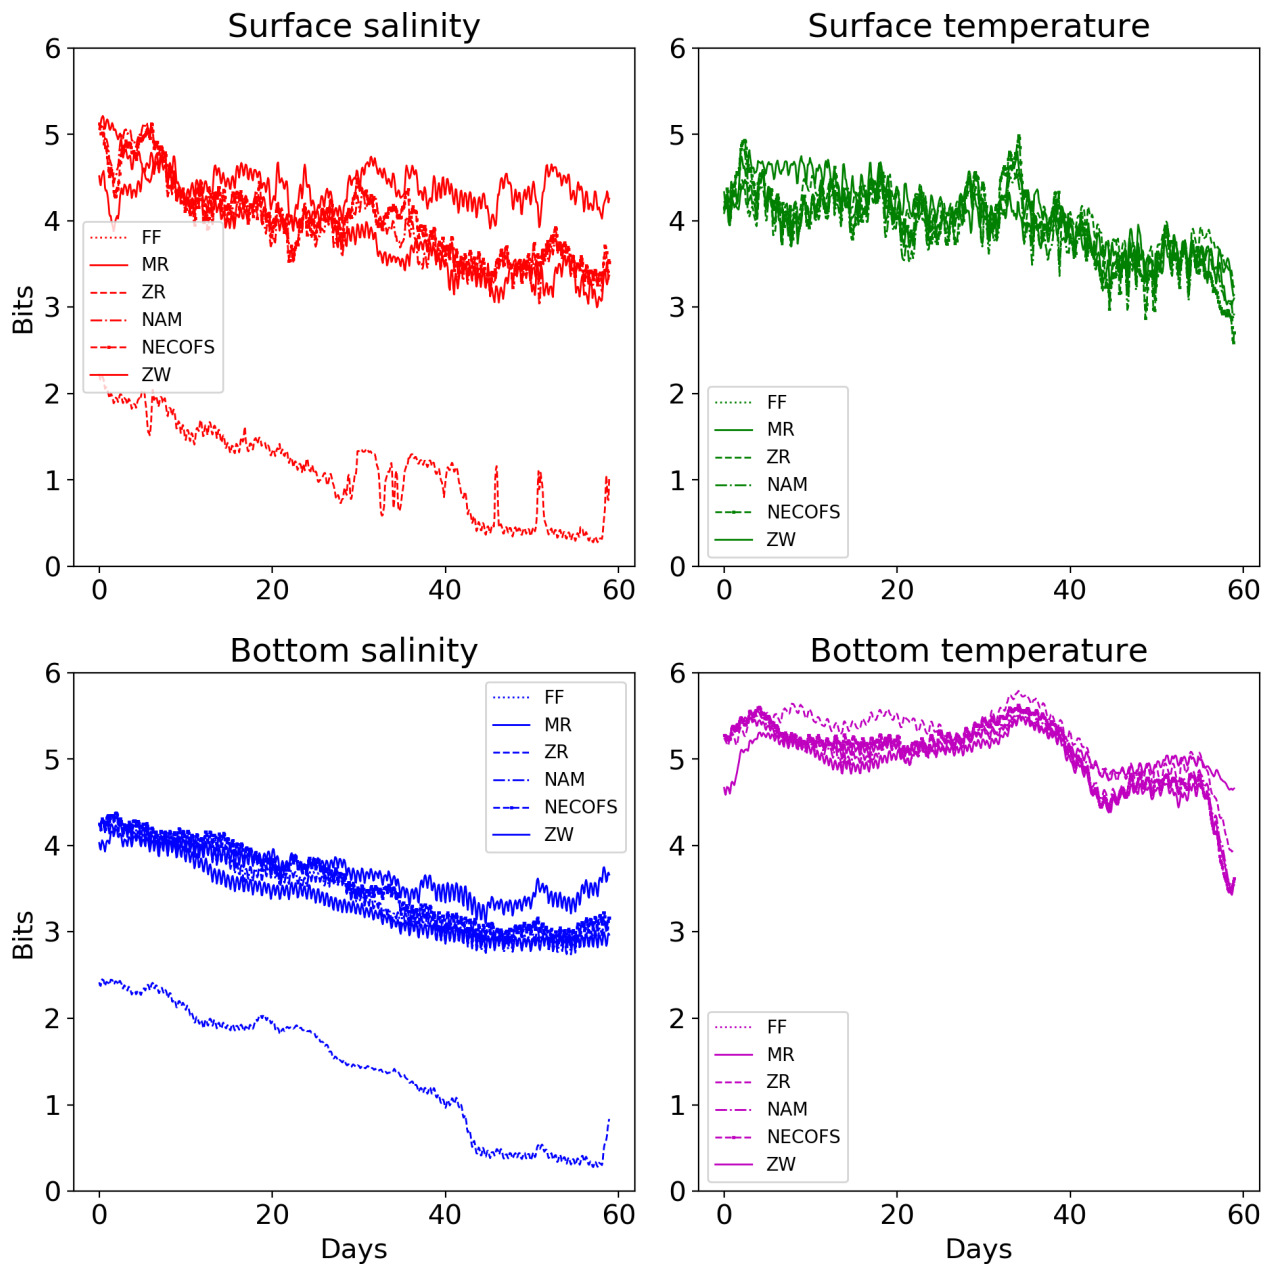 Surface salinity
6
5
4
3
2
1
0
Bits
FF
MR
ZR
NAM
NECOFS
ZW
0 20 40 60
Surface temperature
6
5
4
3
2
1
0
FF
MR
ZR
NAM
NECOFS
ZW
0 20 40 60
Bottom salinity
6
5
4
3
2
1
0
Bits
FF
MR
ZR
NAM
NECOFS
ZW
0 20 40 60
Days
Bottom temperature
6
5
4
3
2
1
0
FF
MR
ZR
NAM
NECOFS
ZW
0 20 40 60
Days